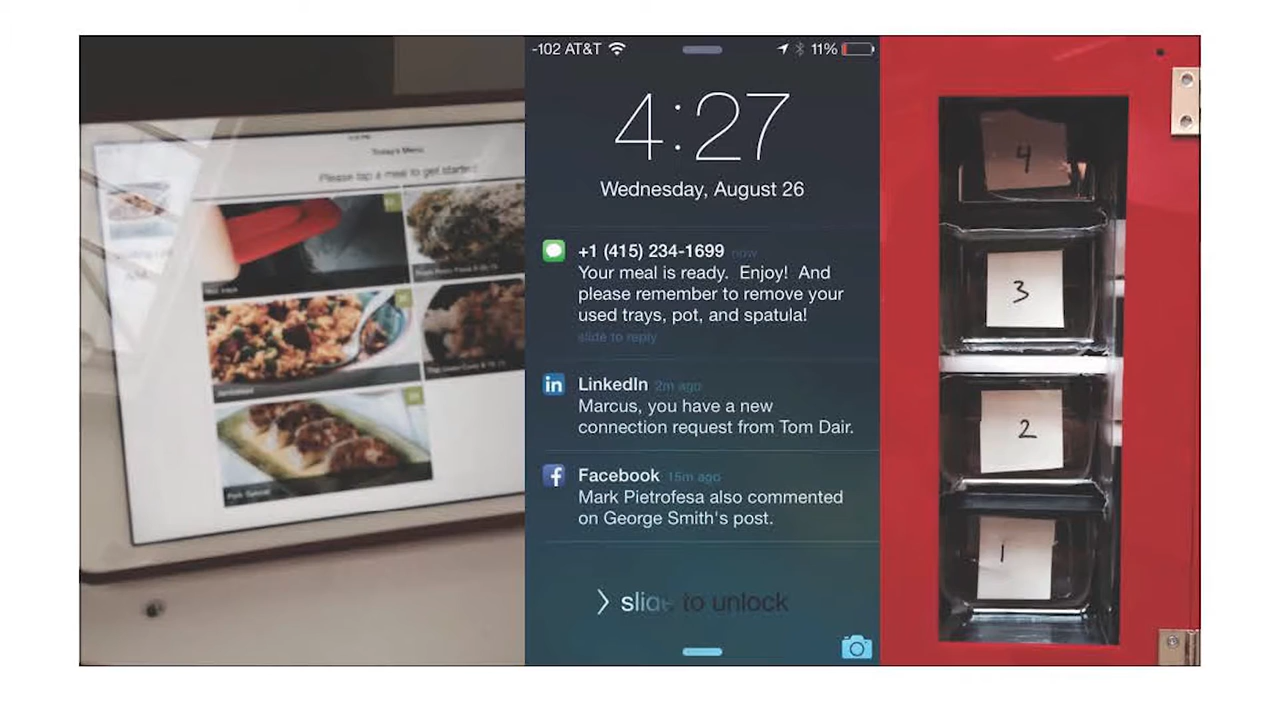 Today's Menu
Please tap a meal to get started
-102 AT&T
11%
4:27
Wednesday, August 26
+1 (415) 234-1699 now
Your meal is ready. Enjoy! And
please remember to remove your
used trays, pot, and spatula!
slide to reply
LinkedIn 2m ago
Marcus, you have a new
connection request from Tom Dair.
Facebook 15m ago
Mark Pietrofesa also commented
on George Smith's post.
slide to unlock
4
3
2
1